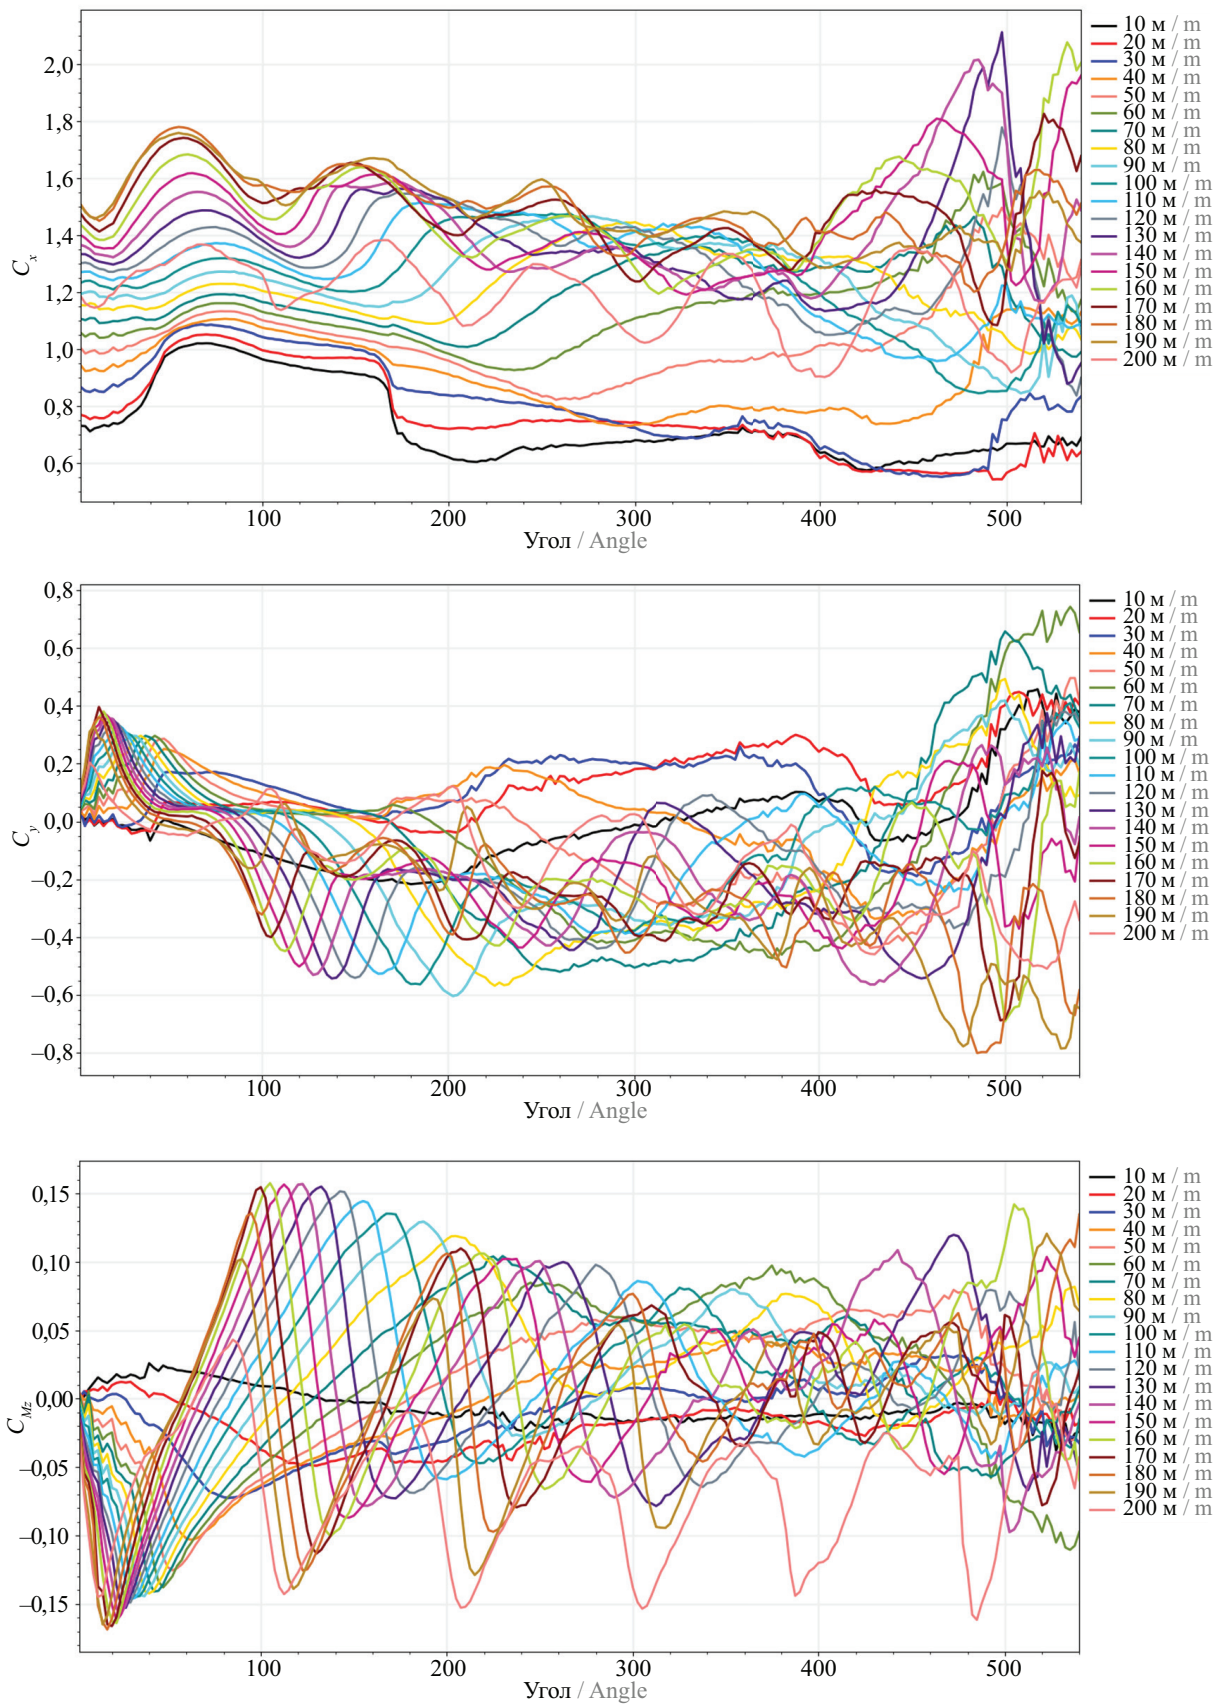 2,0
1,8
1,6
1,4
1,2
1,0
0,8
0,6
C_x
100 200 300 400 500
Угол / Angle
10 м / m
20 м / m
30 м / m
40 м / m
50 м / m
60 м / m
70 м / m
80 м / m
90 м / m
100 м / m
110 м / m
120 м / m
130 м / m
140 м / m
150 м / m
160 м / m
170 м / m
180 м / m
190 м / m
200 м / m
0,8
0,6
0,4
0,2
0,0
–0,2
–0,4
–0,6
–0,8
C_y
100 200 300 400 500
Угол / Angle
10 м / m
20 м / m
30 м / m
40 м / m
50 м / m
60 м / m
70 м / m
80 м / m
90 м / m
100 м / m
110 м / m
120 м / m
130 м / m
140 м / m
150 м / m
160 м / m
170 м / m
180 м / m
190 м / m
200 м / m
0,15
0,10
0,05
0,00
–0,05
–0,10
–0,15
C_Mz
100 200 300 400 500
Угол / Angle
10 м / m
20 м / m
30 м / m
40 м / m
50 м / m
60 м / m
70 м / m
80 м / m
90 м / m
100 м / m
110 м / m
120 м / m
130 м / m
140 м / m
150 м / m
160 м / m
170 м / m
180 м / m
190 м / m
200 м / m